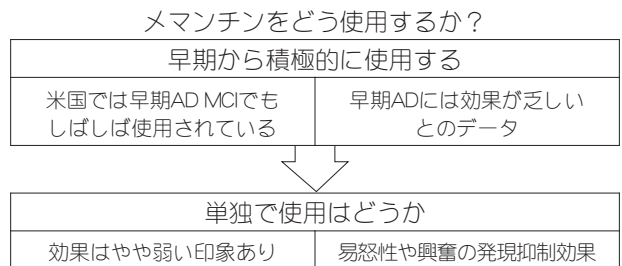 メマンチンをどう使用するか？
早期から積極的に使用する
米国では早期AD MCIでも
しばしば使用されている
早期ADには効果が乏しい
とのデータ
単独で使用はどうか
効果はやや弱い印象あり
易怒性や興奮の発現抑制効果